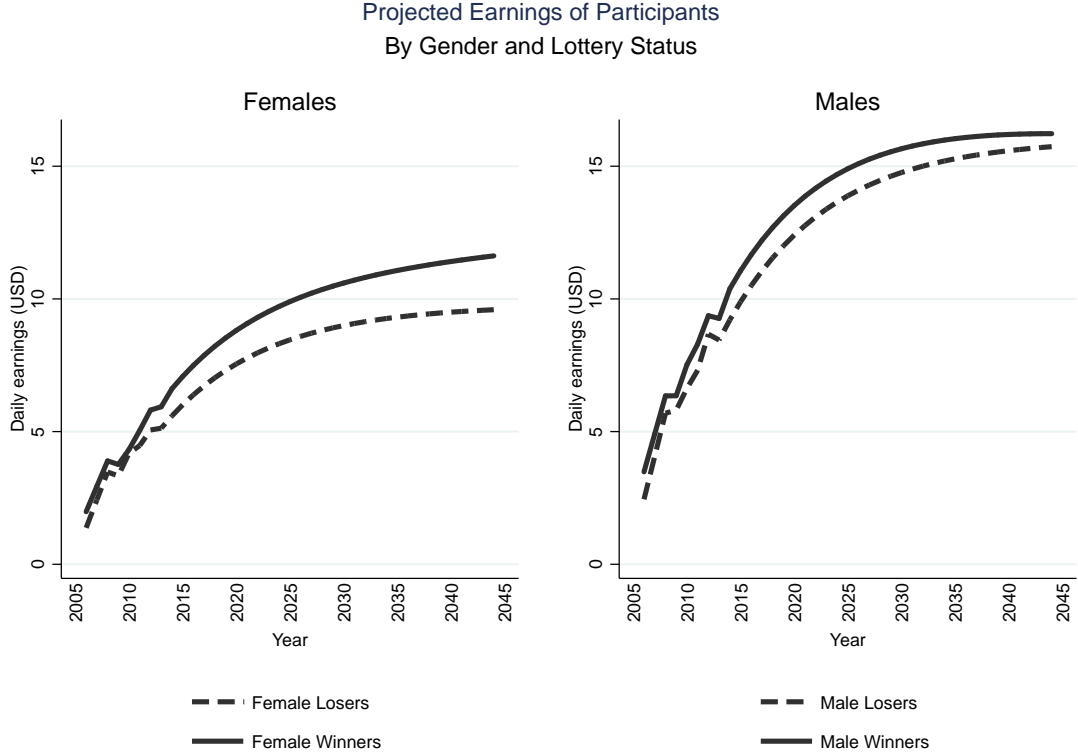 Projected Earnings of Participants
By Gender and Lottery Status
Females
Daily earnings (USD)
15
10
5
0
2005 2010 2015 2020 2025 2030 2035 2040 2045
Year
Female Losers
Female Winners
Males
Daily earnings (USD)
15
10
5
0
2005 2010 2015 2020 2025 2030 2035 2040 2045
Year
Male Losers
Male Winners